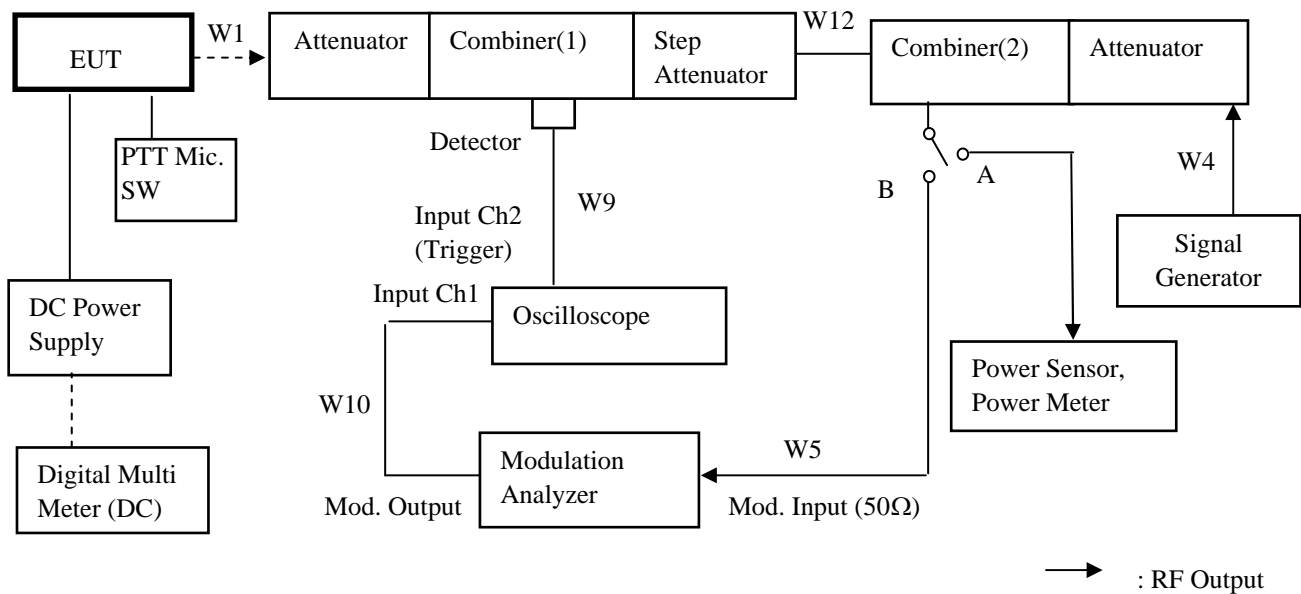 EUT
W1
Attenuator
Combiner(1)
Step
Attenuator
W12
Combiner(2)
Attenuator
PTT Mic.
SW
Detector
B
A
W4
W9
Input Ch2
(Trigger)
Signal
Generator
Input Ch1
DC Power
Supply
Oscilloscope
Power Sensor,
Power Meter
W10
Digital Multi
Meter (DC)
Modulation
Analyzer
W5
Mod. Output
Mod. Input (50Ω)
: RF Output